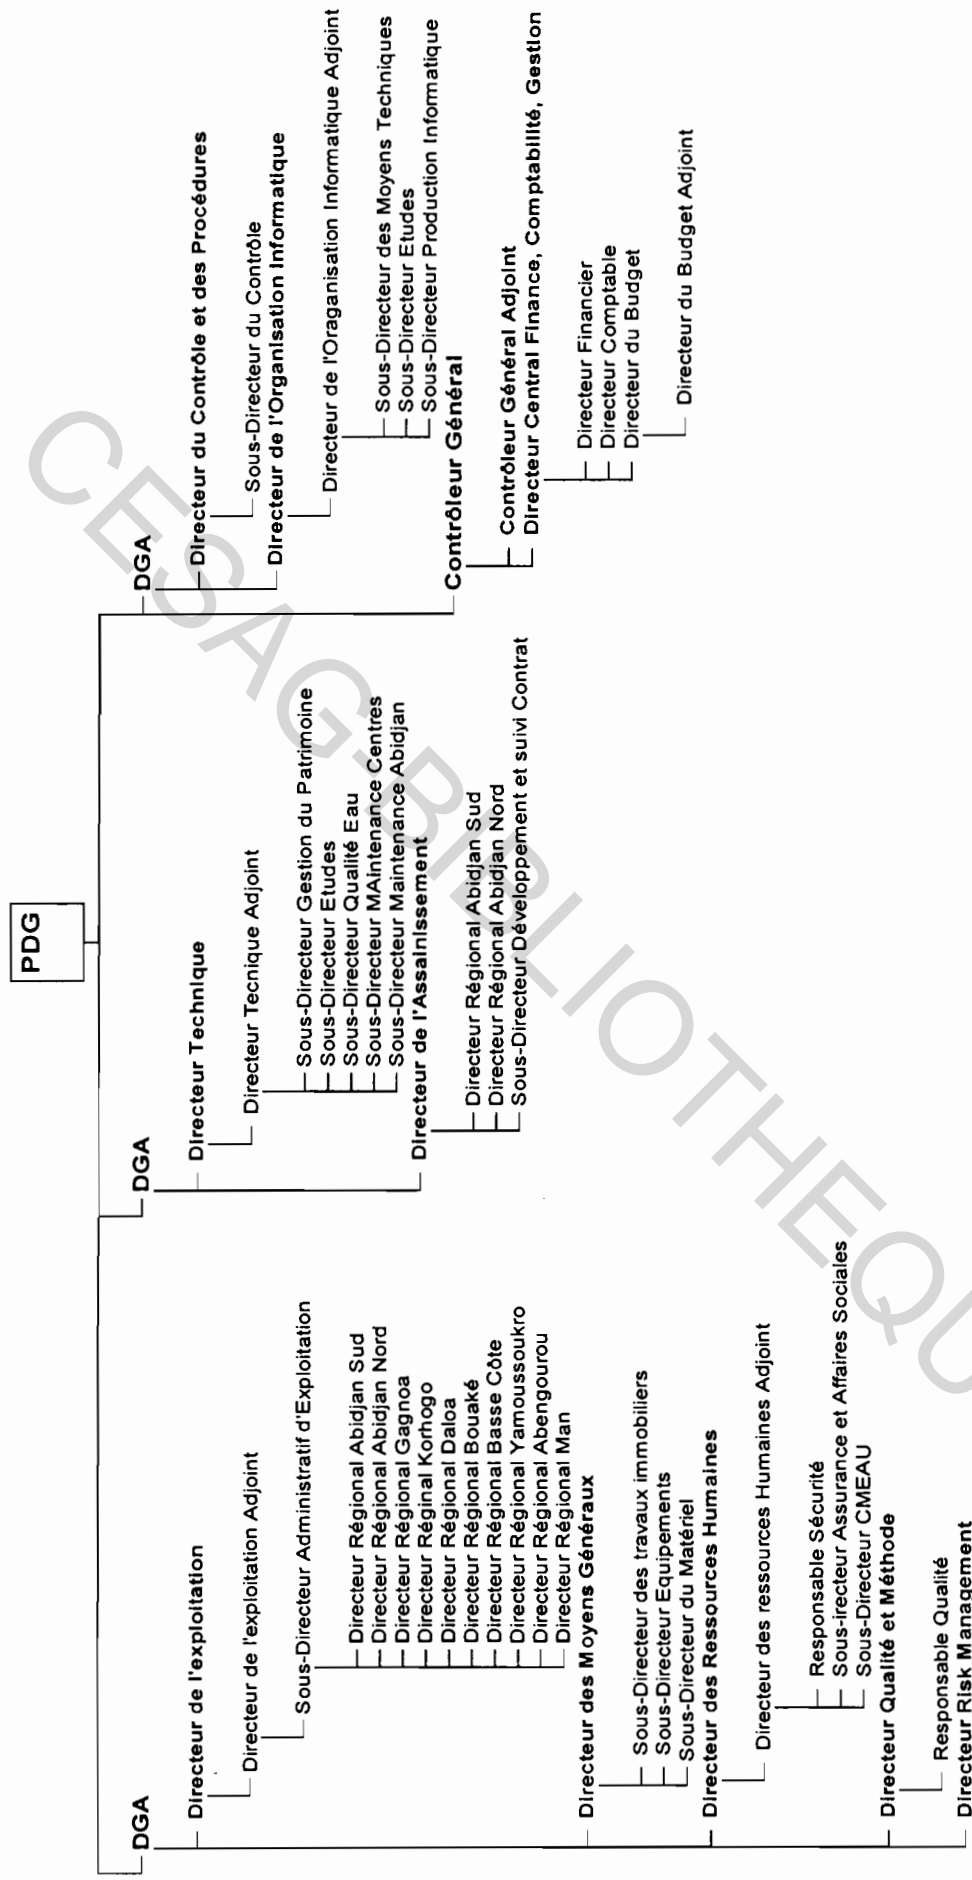 PDG
DGA
Directeur de l'exploitation
Directeur de l'exploitation Adjoint
Sous-Directeur Administratif d'Exploitation
Directeur Régional Abidjan Sud
Directeur Régional Abidjan Nord
Directeur Régional Gagnoa
Directeur Réginal Korhogo
Directeur Régional Daloa
Directeur Régional Bouaké
Directeur Régional Basse Côte
Directeur Régional Yamoussoukro
Directeur Régional Abengourou
Directeur Régional Man
Directeur des Moyens Généraux
Sous-Directeur des travaux immobiliers
Sous-Directeur Equipements
Sous-Directeur du Matériel
Directeur des Ressources Humaines
Directeur des ressources Humaines Adjoint
Responsable Sécurité
Sous-irecteur Assurance et Affaires Sociales
Sous-Directeur CMEAU
Directeur Qualité et Méthode
Responsable Qualité
Directeur Risk Management
DGA
Directeur Technique
Directeur Tecnique Adjoint
Sous-Directeur Gestion du Patrimoine
Sous-Directeur Etudes
Sous-Directeur Qualité Eau
Sous-Directeur MAintenance Centres
Sous-Directeur Maintenance Abidjan
Directeur de l'Assainissement
Directeur Régional Abidjan Sud
Directeur Régional Abidjan Nord
Sous-Directeur Développement et suivi Contrat
DGA
Directeur du Contrôle et des Procédures
Sous-Directeur du Contrôle
Directeur de l'Organisation Informatique
Directeur de l'Oraganisation Informatique Adjoint
Sous-Directeur des Moyens Techniques
Sous-Directeur Etudes
Sous-Directeur Production Informatique
Contrôleur Général
Contrôleur Général Adjoint
Directeur Central Finance, Comptabilité, Gestion
Directeur Financier
Directeur Comptable
Directeur du Budget
Directeur du Budget Adjoint
CESAG-BIBLIOTHEQU